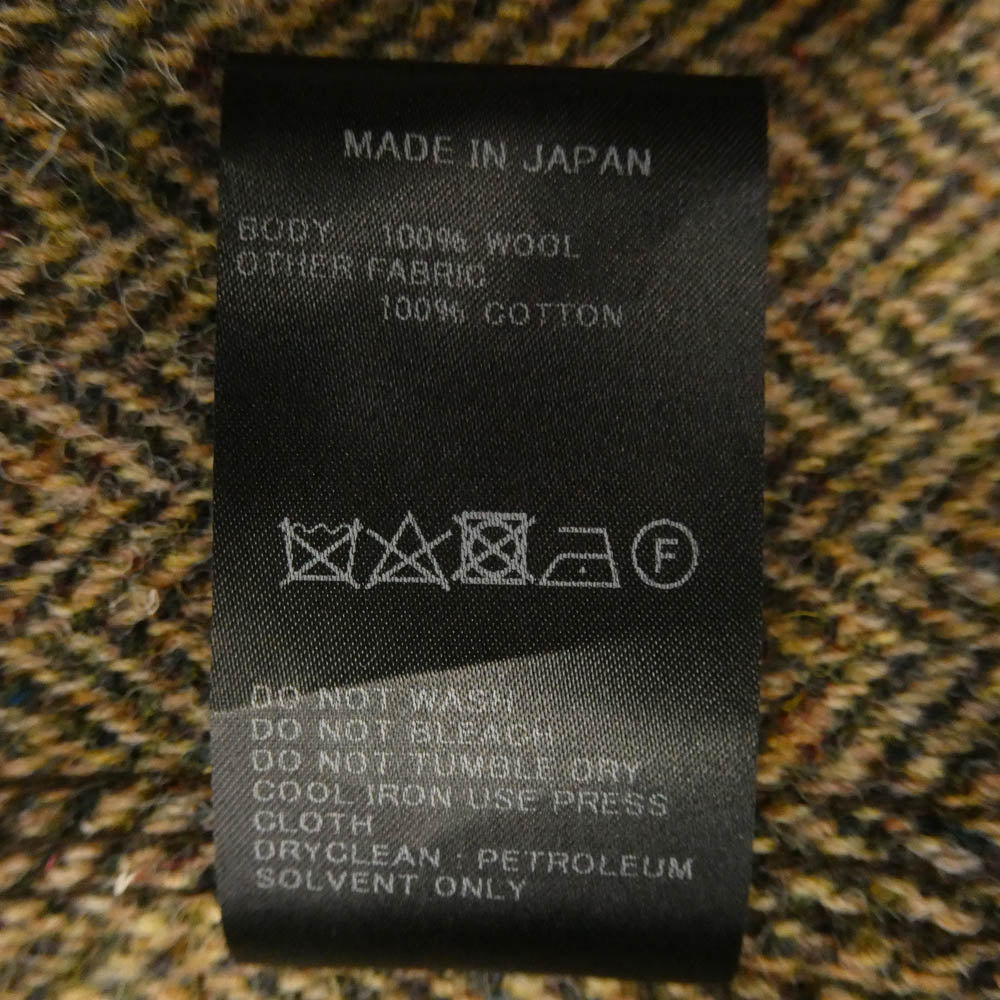 MADE IN JAPAN
BODY 100% WOOL
OTHER FABRIC
100% COTTON
F
DO NOT WASH
DO NOT BLEACH
DO NOT TUMBLE DRY
COOL IRON USE PRESS
CLOTH
DRYCLEAN : PETROLEUM
SOLVENT ONLY